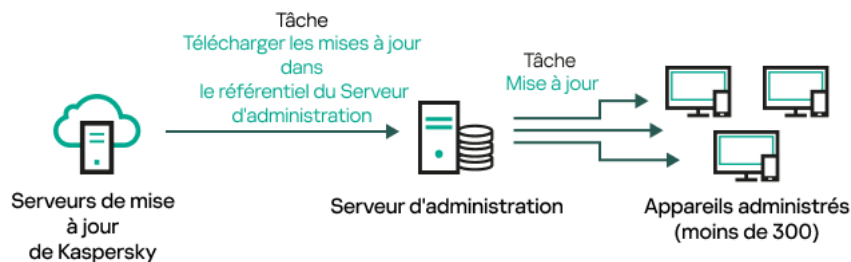 Tâche
Télécharger les mises à jour
dans
le référentiel du Serveur
d'administration
Tâche
Mise à jour
Serveurs de mise
à jour
de Kaspersky
Serveur d'administration
Appareils administrés
(moins de 300)